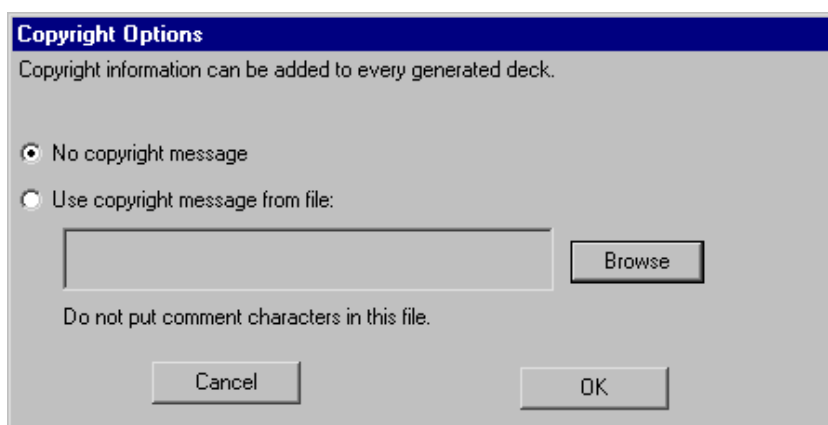 Copyright Options
Copyright information can be added to every generated deck.
No copyright message
Use copyright message from file:
Browse
Do not put comment characters in this file.
Cancel
OK